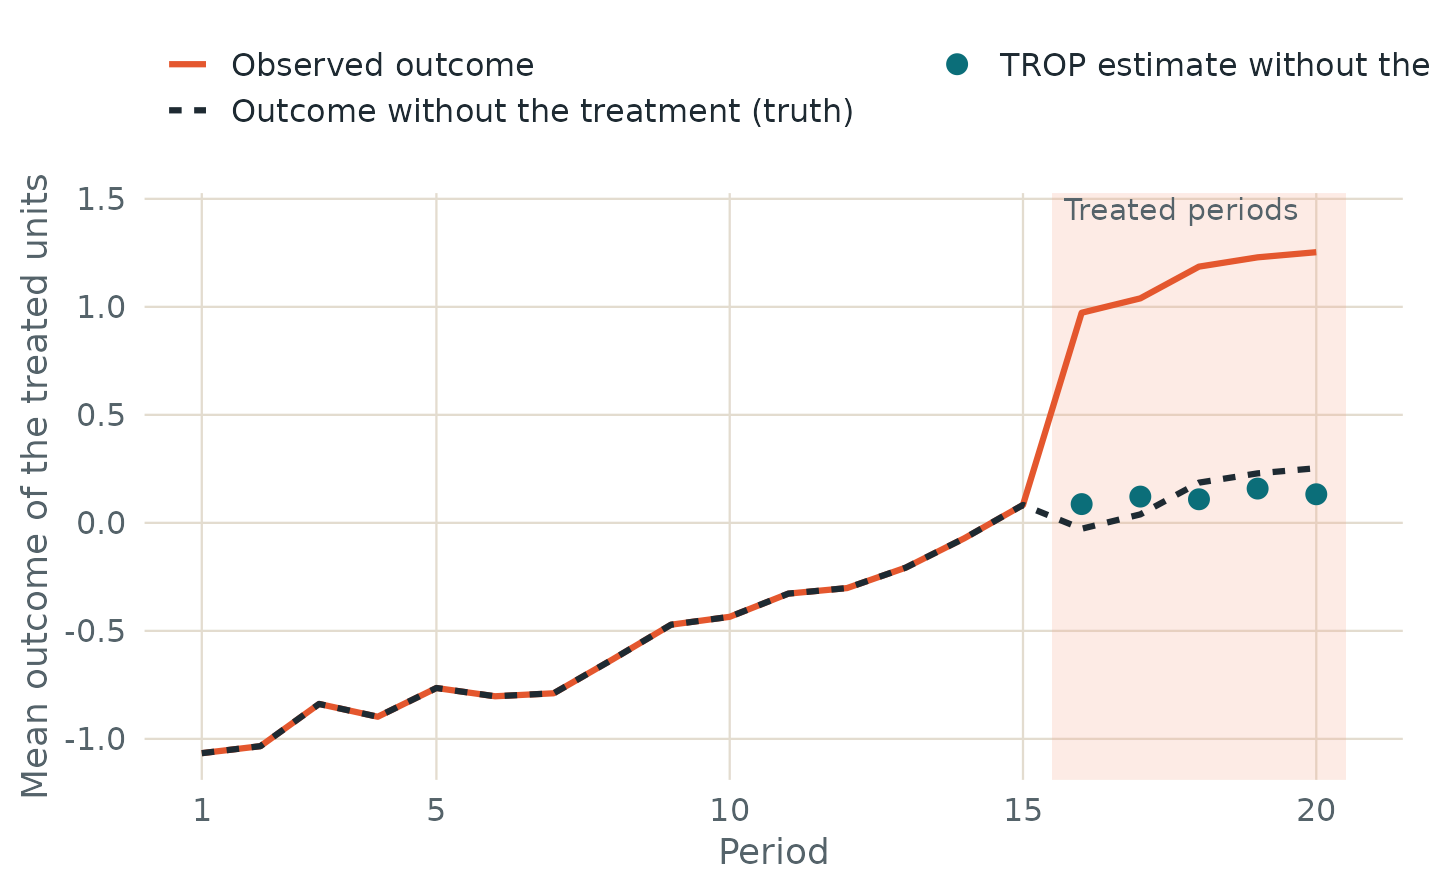 Observed outcome
Outcome without the treatment (truth)
TROP estimate without the
Mean outcome of the treated units
1.5
1.0
0.5
0.0
-0.5
-1.0
Treated periods
1
5
10
15
20
Period